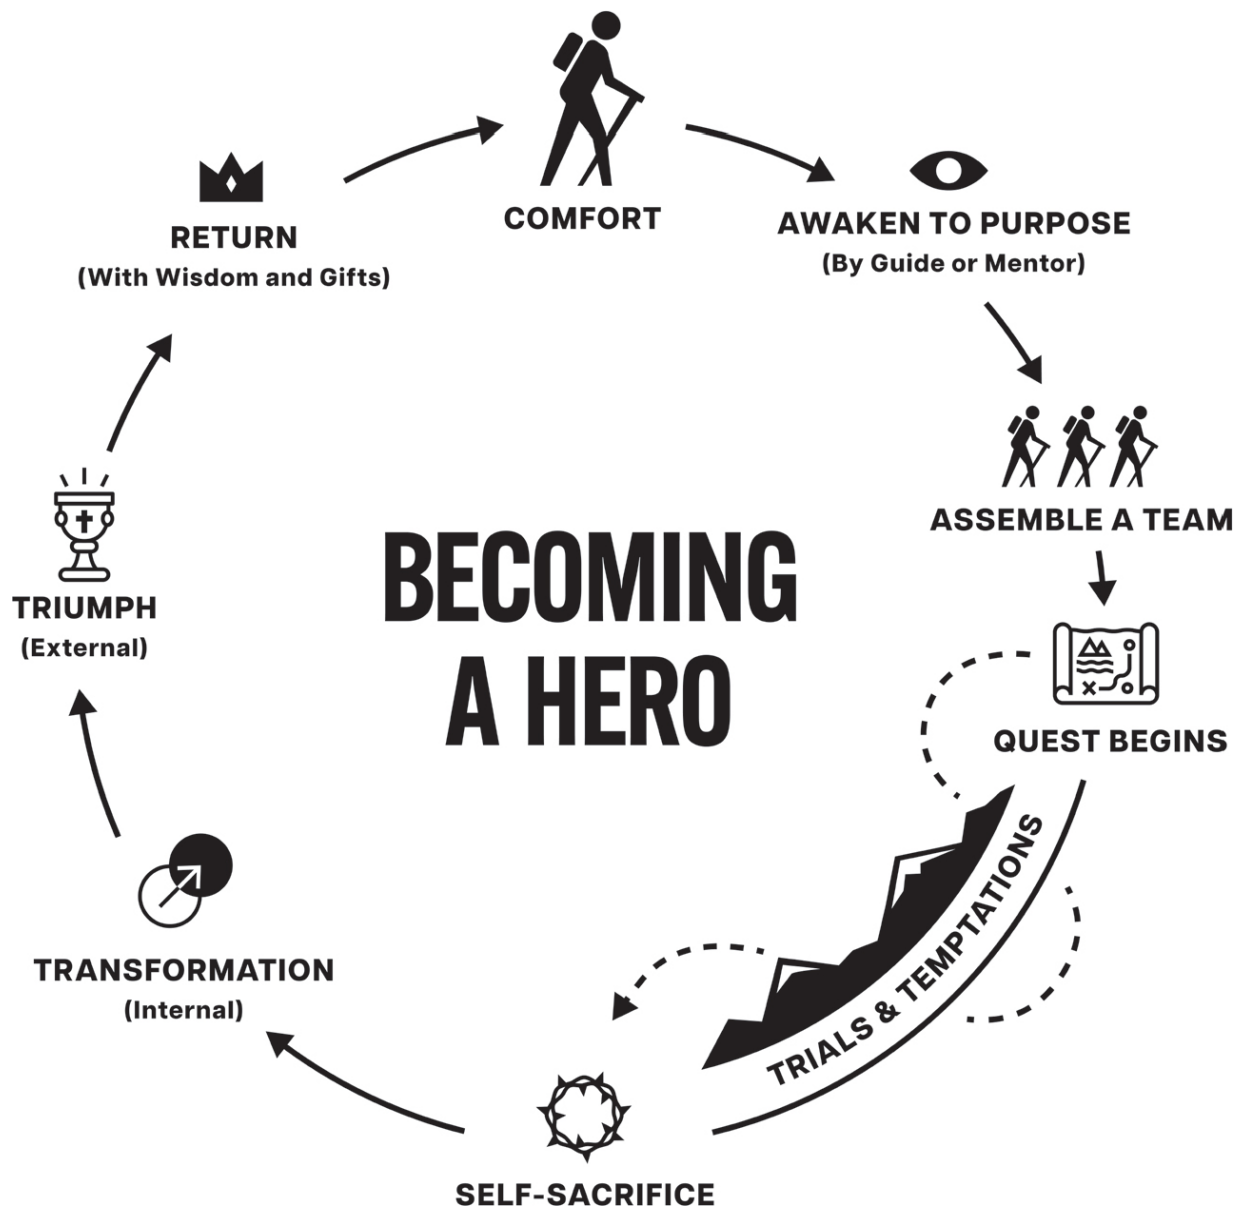 COMFORT
AWAKEN TO PURPOSE
(By Guide or Mentor)
ASSEMBLE A TEAM
QUEST BEGINS
TRIALS & TEMPTATIONS
SELF-SACRIFICE
TRANSFORMATION
(Internal)
TRIUMPH
(External)
RETURN
(With Wisdom and Gifts)
BECOMING
A HERO